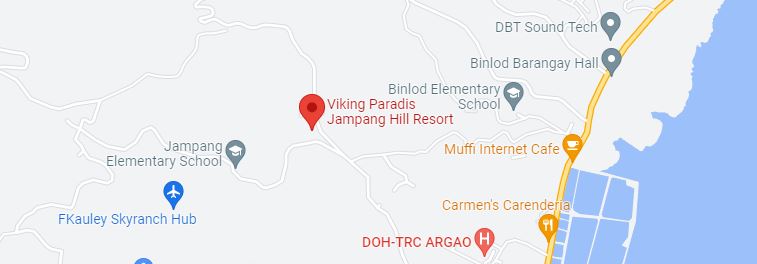 DBT Sound Tech
Binlod Barangay Hall
Binlod Elementary
School
Viking Paradis
Jampang Hill Resort
Jampang
Elementary School
Muffi Internet Cafe
FKauley Skyranch Hub
Carmen's Carenderia
DOH-TRC ARGAO
H